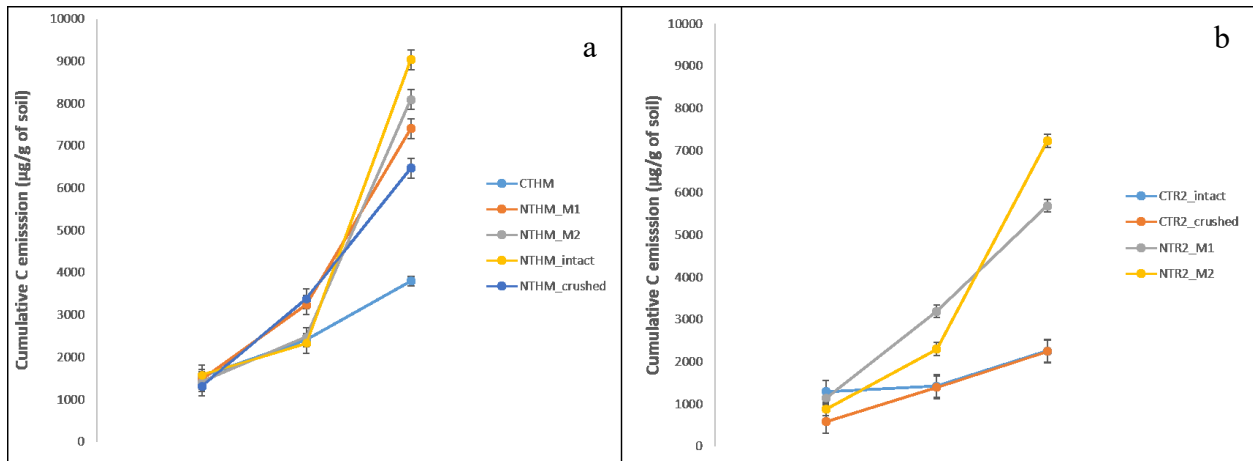 a
Cumulative C emisssion (µg/g of soil)
10000
9000
8000
7000
6000
5000
4000
3000
2000
1000
0
CTHM
NTHM_M1
NTHM_M2
NTHM_intact
NTHM_crushed
b
Cumulative C emisssion (µg/g of soil)
10000
9000
8000
7000
6000
5000
4000
3000
2000
1000
0
CTR2_intact
CTR2_crushed
NTR2_M1
NTR2_M2